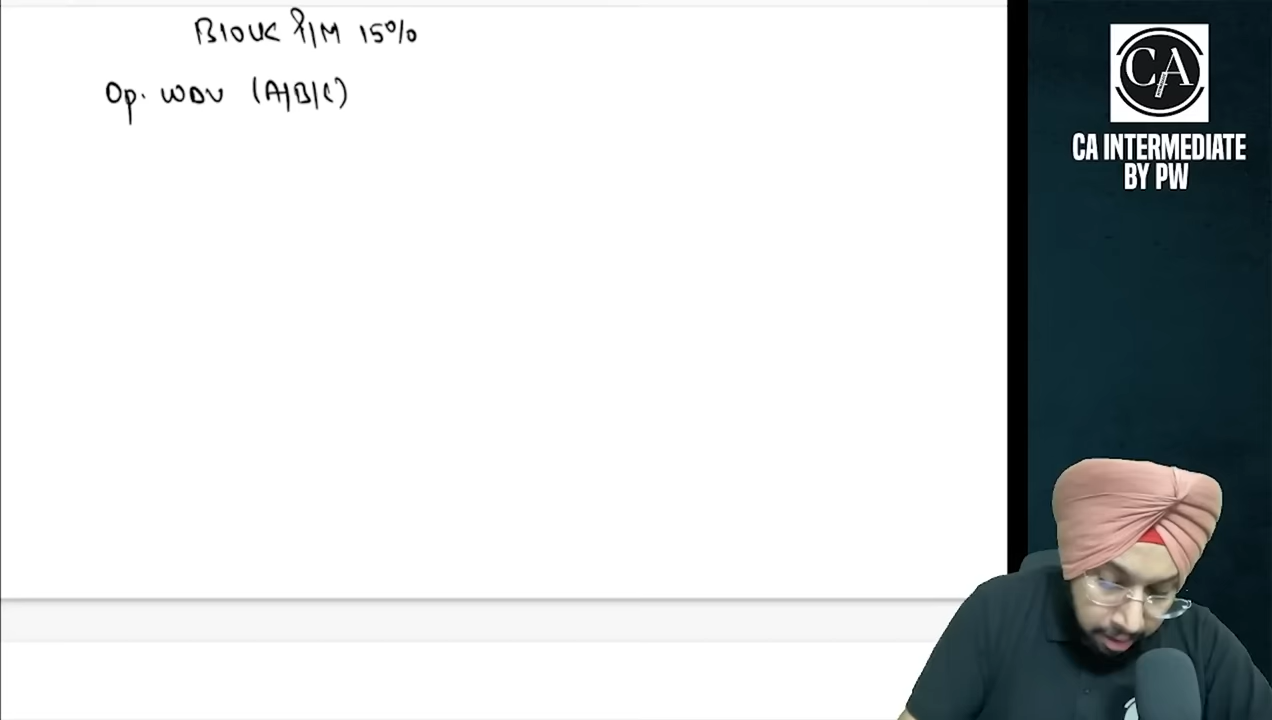 Block P/M 15%
Op. WDV (A/B/C)
CA
CA INTERMEDIATE
BY PW